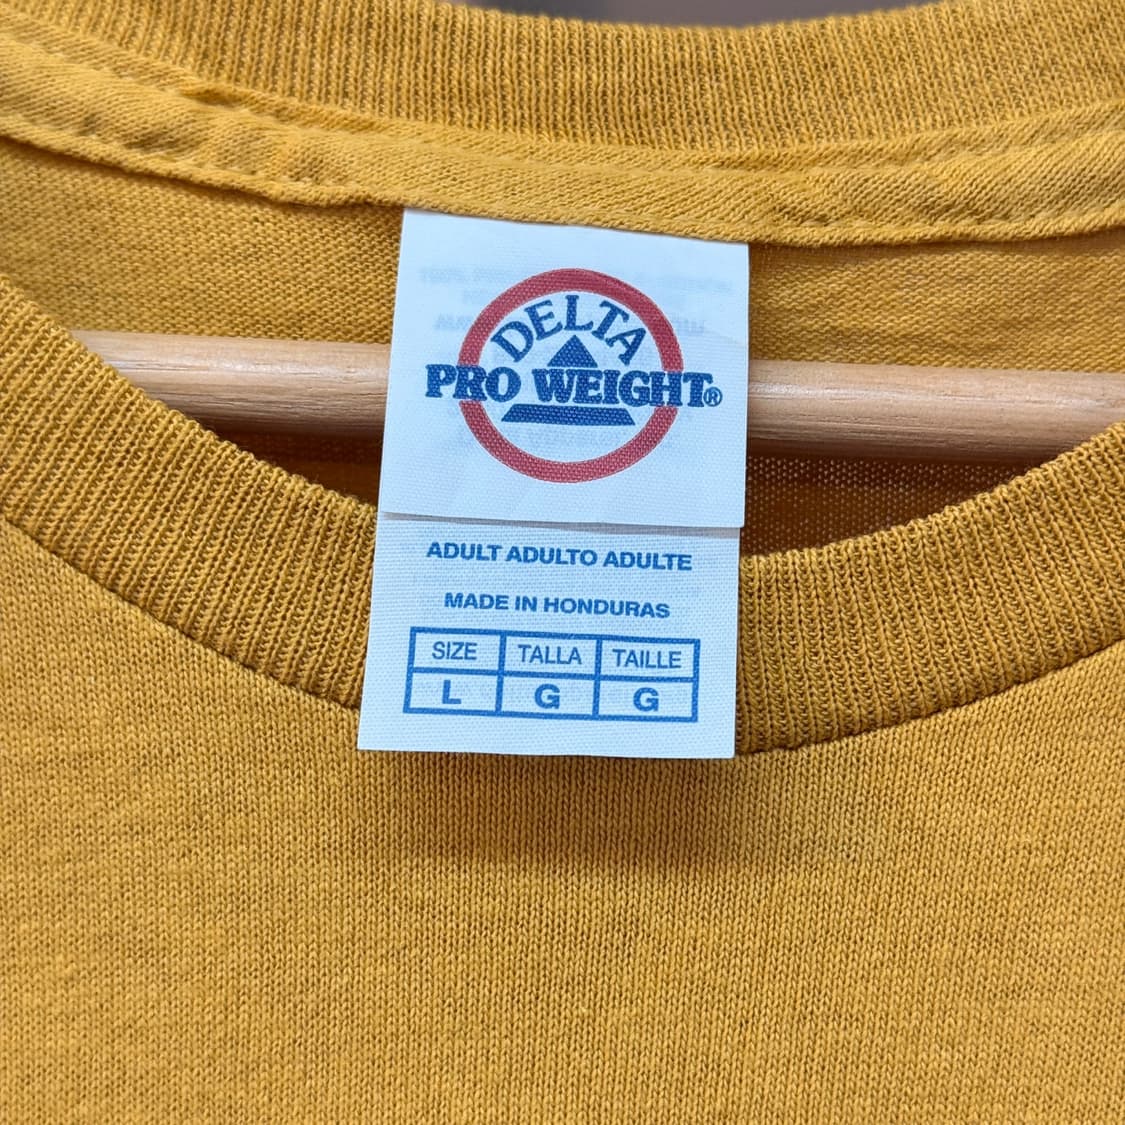 DELTA
PRO WEIGHT®
ADULT ADULTO ADULTE
MADE IN HONDURAS
SIZE TALLA TAILLE
L G G